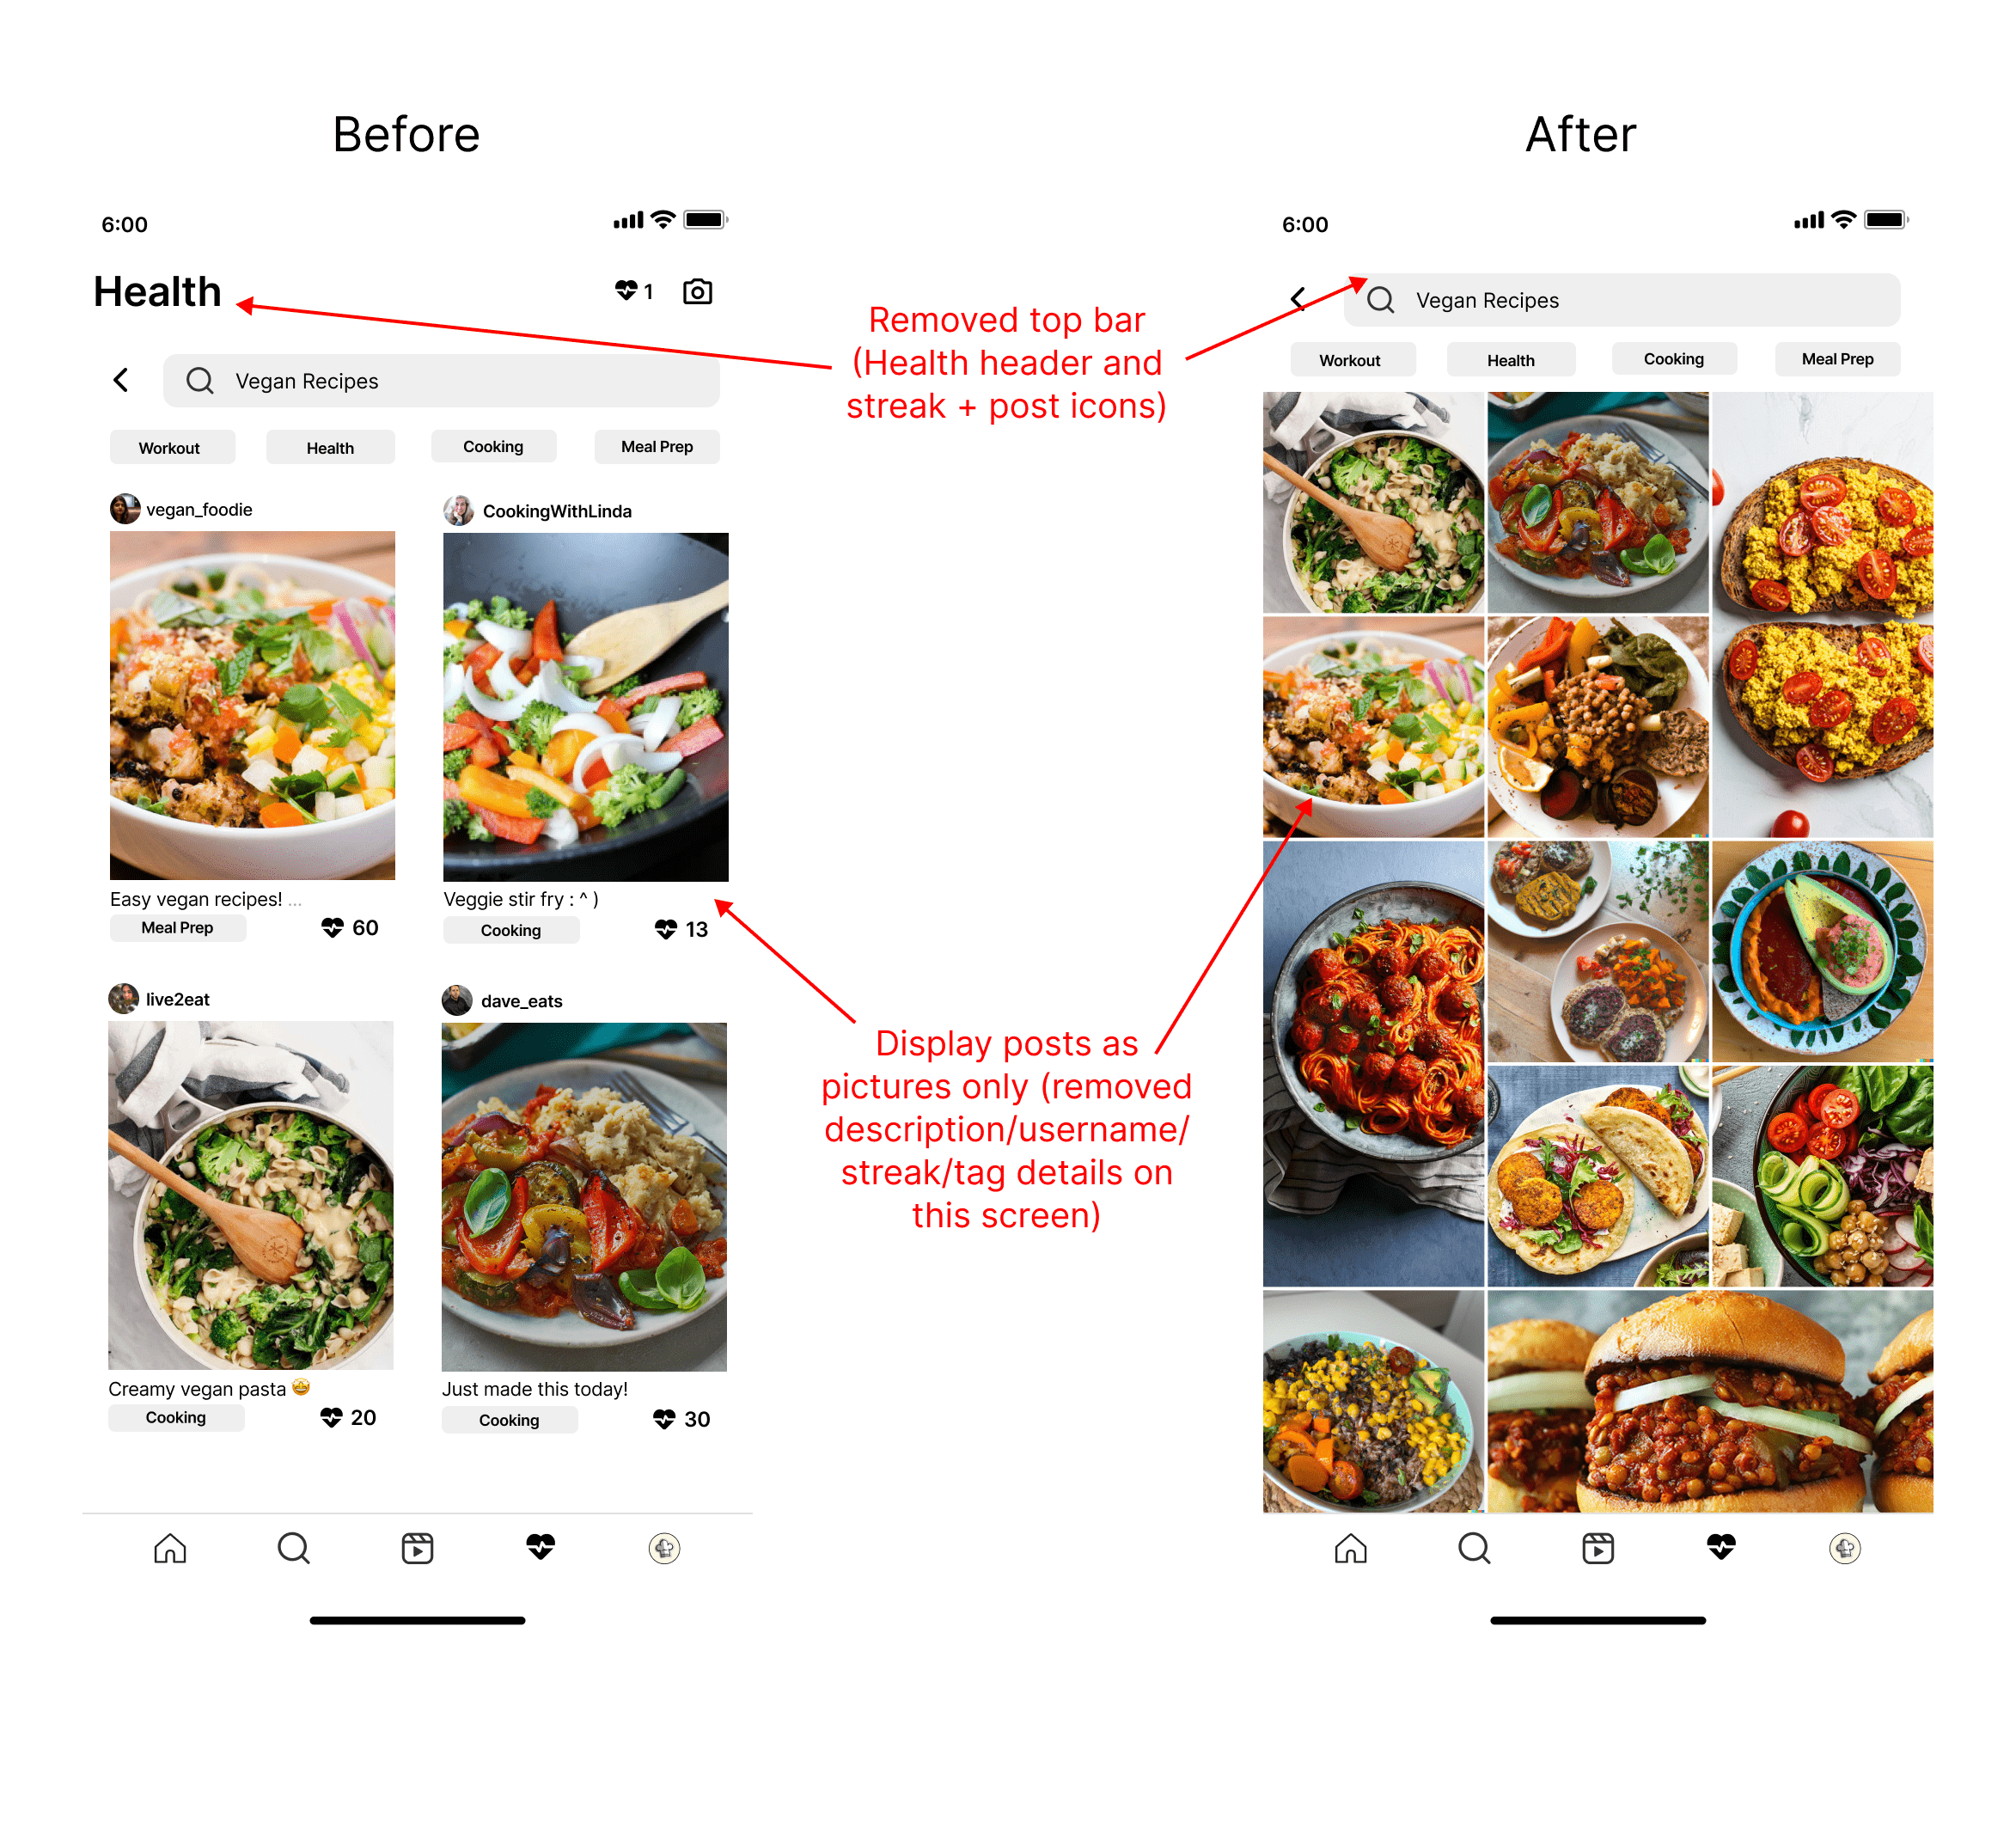 Before
After
6:00
Health
1
Vegan Recipes
Workout
Health
Cooking
Meal Prep
vegan_foodie
CookingWithLinda
Easy vegan recipes! ...
Veggie stir fry : ^ )
Meal Prep
60
Cooking
13
live2eat
dave_eats
Creamy vegan pasta 🤩
Just made this today!
Cooking
20
Cooking
30
Removed top bar
(Health header and
streak + post icons)
Display posts as
pictures only (removed
description/username/
streak/tag details on
this screen)
6:00
Vegan Recipes
Workout
Health
Cooking
Meal Prep